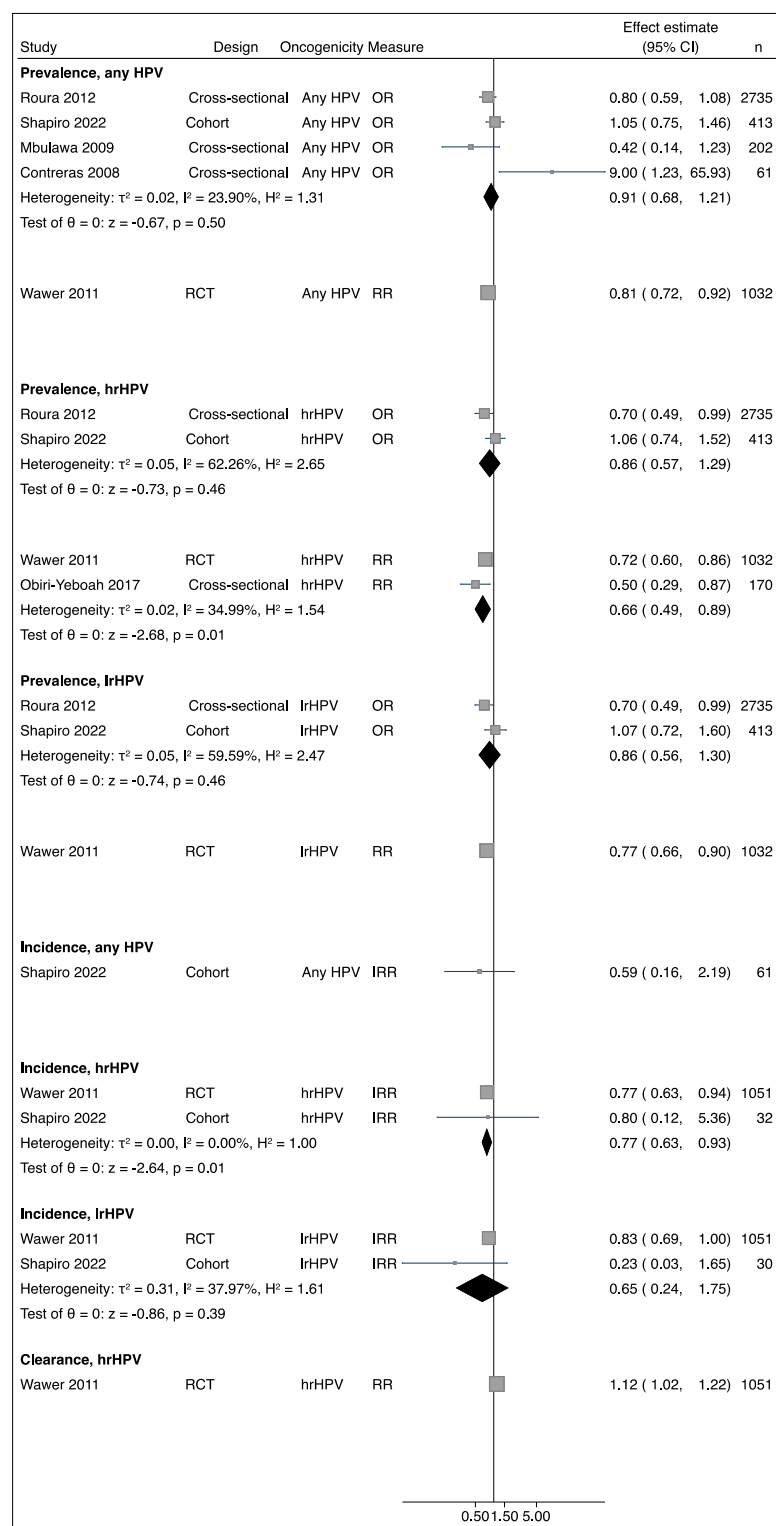 Effect estimate
Study Design Oncogenicity Measure (95% CI) n
Prevalence, any HPV
Roura 2012 Cross-sectional Any HPV OR 0.80 ( 0.59, 1.08) 2735
Shapiro 2022 Cohort Any HPV OR 1.05 ( 0.75, 1.46) 413
Mbulawa 2009 Cross-sectional Any HPV OR 0.42 ( 0.14, 1.23) 202
Contreras 2008 Cross-sectional Any HPV OR 9.00 ( 1.23, 65.93) 61
Heterogeneity: τ² = 0.02, I² = 23.90%, H² = 1.31 0.91 ( 0.68, 1.21)
Test of θ = 0: z = -0.67, p = 0.50
Wawer 2011 RCT Any HPV RR 0.81 ( 0.72, 0.92) 1032
Prevalence, hrHPV
Roura 2012 Cross-sectional hrHPV OR 0.70 ( 0.49, 0.99) 2735
Shapiro 2022 Cohort hrHPV OR 1.06 ( 0.74, 1.52) 413
Heterogeneity: τ² = 0.05, I² = 62.26%, H² = 2.65 0.86 ( 0.57, 1.29)
Test of θ = 0: z = -0.73, p = 0.46
Wawer 2011 RCT hrHPV RR 0.72 ( 0.60, 0.86) 1032
Obiri-Yeboah 2017 Cross-sectional hrHPV RR 0.50 ( 0.29, 0.87) 170
Heterogeneity: τ² = 0.02, I² = 34.99%, H² = 1.54 0.66 ( 0.49, 0.89)
Test of θ = 0: z = -2.68, p = 0.01
Prevalence, lrHPV
Roura 2012 Cross-sectional lrHPV OR 0.70 ( 0.49, 0.99) 2735
Shapiro 2022 Cohort lrHPV OR 1.07 ( 0.72, 1.60) 413
Heterogeneity: τ² = 0.05, I² = 59.59%, H² = 2.47 0.86 ( 0.56, 1.30)
Test of θ = 0: z = -0.74, p = 0.46
Wawer 2011 RCT lrHPV RR 0.77 ( 0.66, 0.90) 1032
Incidence, any HPV
Shapiro 2022 Cohort Any HPV IRR 0.59 ( 0.16, 2.19) 61
Incidence, hrHPV
Wawer 2011 RCT hrHPV IRR 0.77 ( 0.63, 0.94) 1051
Shapiro 2022 Cohort hrHPV IRR 0.80 ( 0.12, 5.36) 32
Heterogeneity: τ² = 0.00, I² = 0.00%, H² = 1.00 0.77 ( 0.63, 0.93)
Test of θ = 0: z = -2.64, p = 0.01
Incidence, lrHPV
Wawer 2011 RCT lrHPV IRR 0.83 ( 0.69, 1.00) 1051
Shapiro 2022 Cohort lrHPV IRR 0.23 ( 0.03, 1.65) 30
Heterogeneity: τ² = 0.31, I² = 37.97%, H² = 1.61 0.65 ( 0.24, 1.75)
Test of θ = 0: z = -0.86, p = 0.39
Clearance, hrHPV
Wawer 2011 RCT hrHPV RR 1.12 ( 1.02, 1.22) 1051
0.50 1.50 5.00